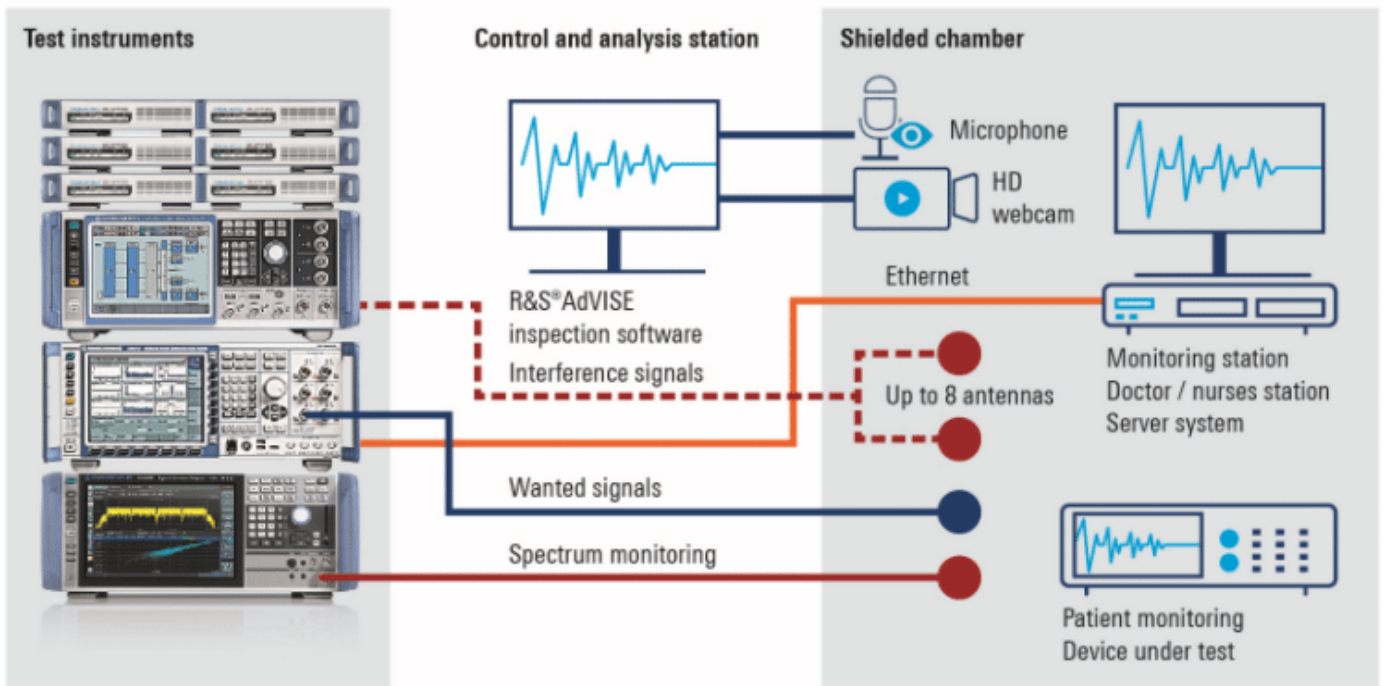 Test instruments
Control and analysis station
Shielded chamber
Microphone
HD
webcam
Ethernet
R&S®AdVISE
inspection software
Interference signals
Up to 8 antennas
Monitoring station
Doctor / nurses station
Server system
Wanted signals
Spectrum monitoring
Patient monitoring
Device under test